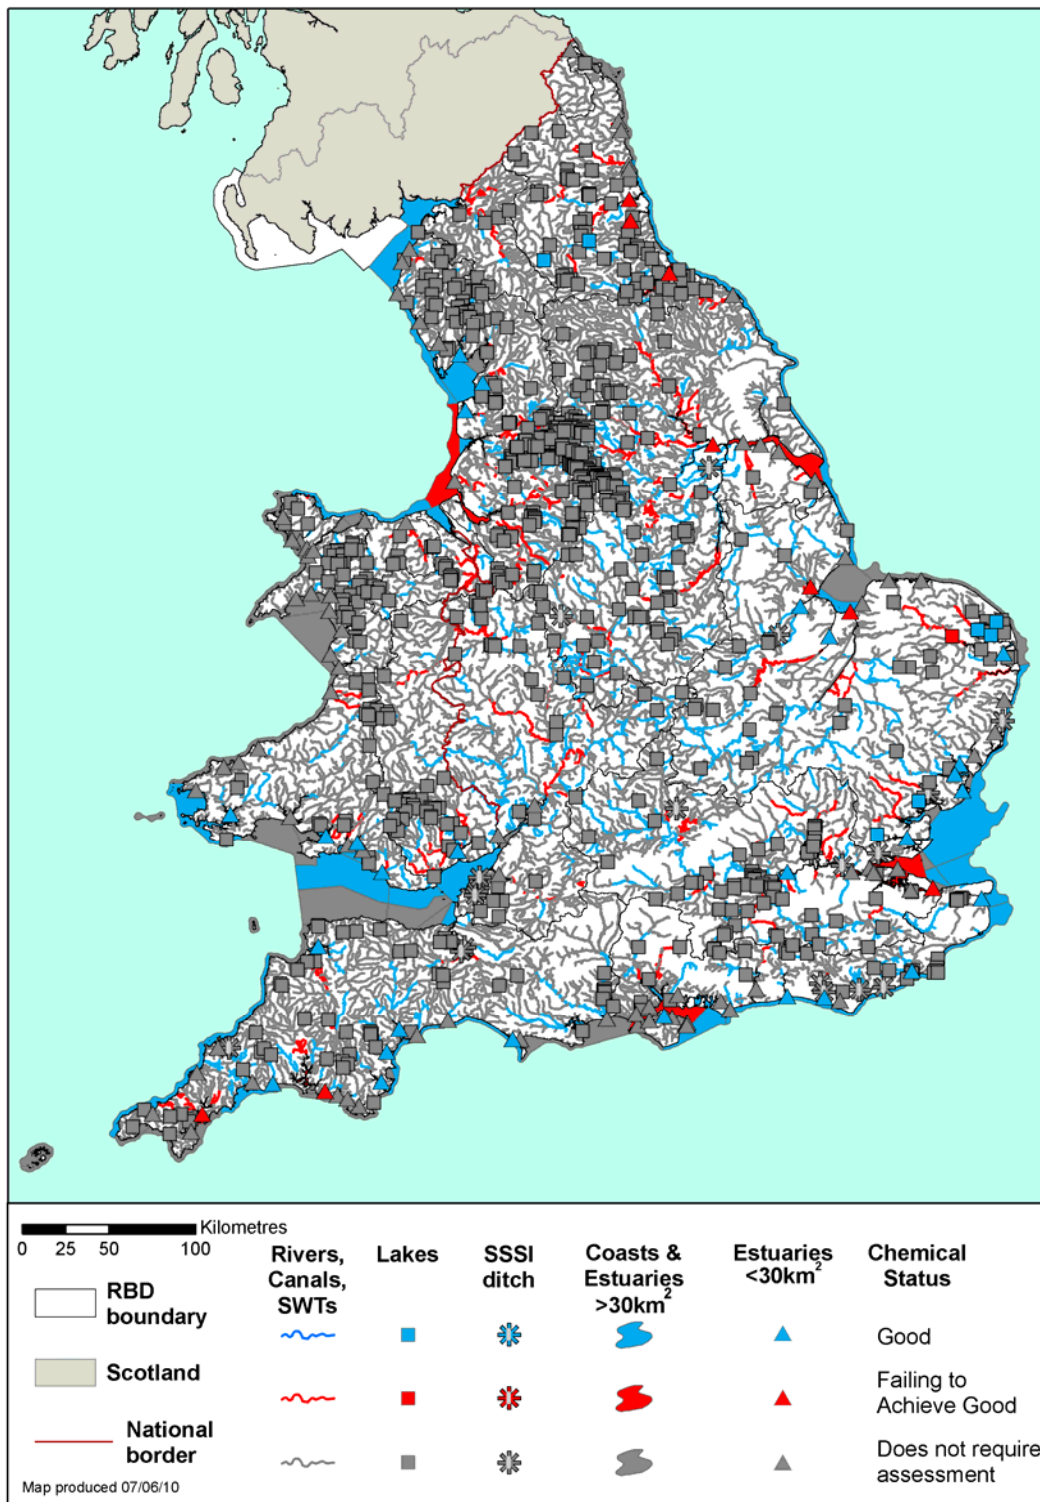 Kilometres
0 25 50 100
RBD
boundary
Scotland
National
border
Map produced 07/06/10
Rivers,
Canals,
SWTs
Lakes
SSSI
ditch
Coasts &
Estuaries
>30km²
Estuaries
<30km²
Chemical
Status
Good
Failing to
Achieve Good
Does not require
assessment